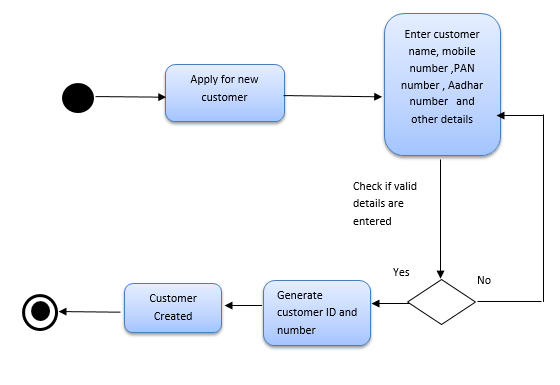 Apply for new
customer
Enter customer
name, mobile
number ,PAN
number , Aadhar
number and
other details
Check if valid
details are
entered
Yes
No
Generate
customer ID and
number
Customer
Created